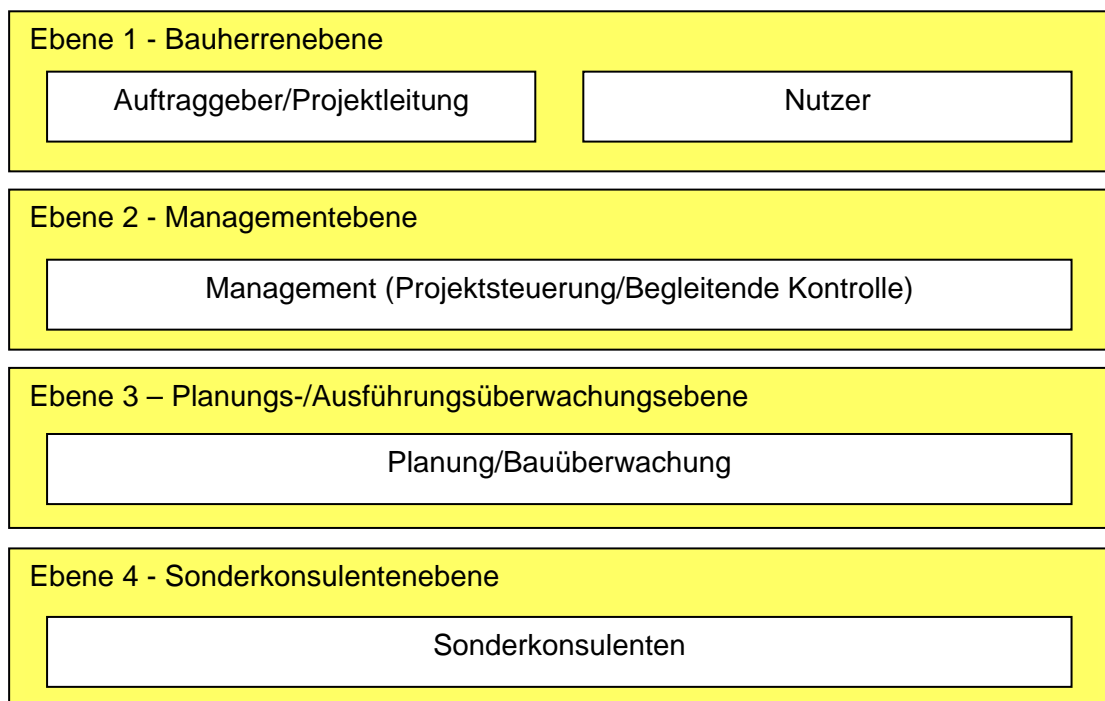 Ebene 1 - Bauherrenebene
Auftraggeber/Projektleitung
Nutzer
Ebene 2 - Managementebene
Management (Projektsteuerung/Begleitende Kontrolle)
Ebene 3 – Planungs-/Ausführungsüberwachungsebene
Planung/Bauüberwachung
Ebene 4 - Sonderkonsulentenebene
Sonderkonsulenten